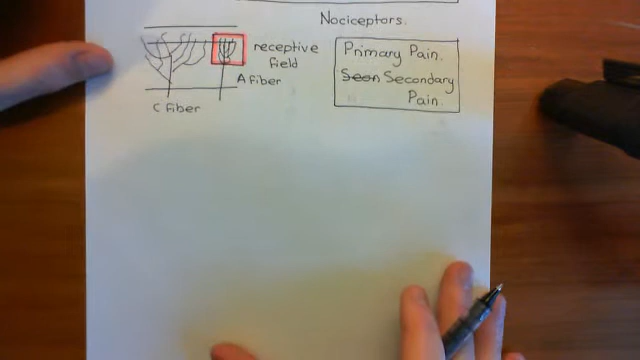 Nociceptors.
receptive
field
A fiber
C fiber
Primary Pain.
Seen Secondary
Pain.